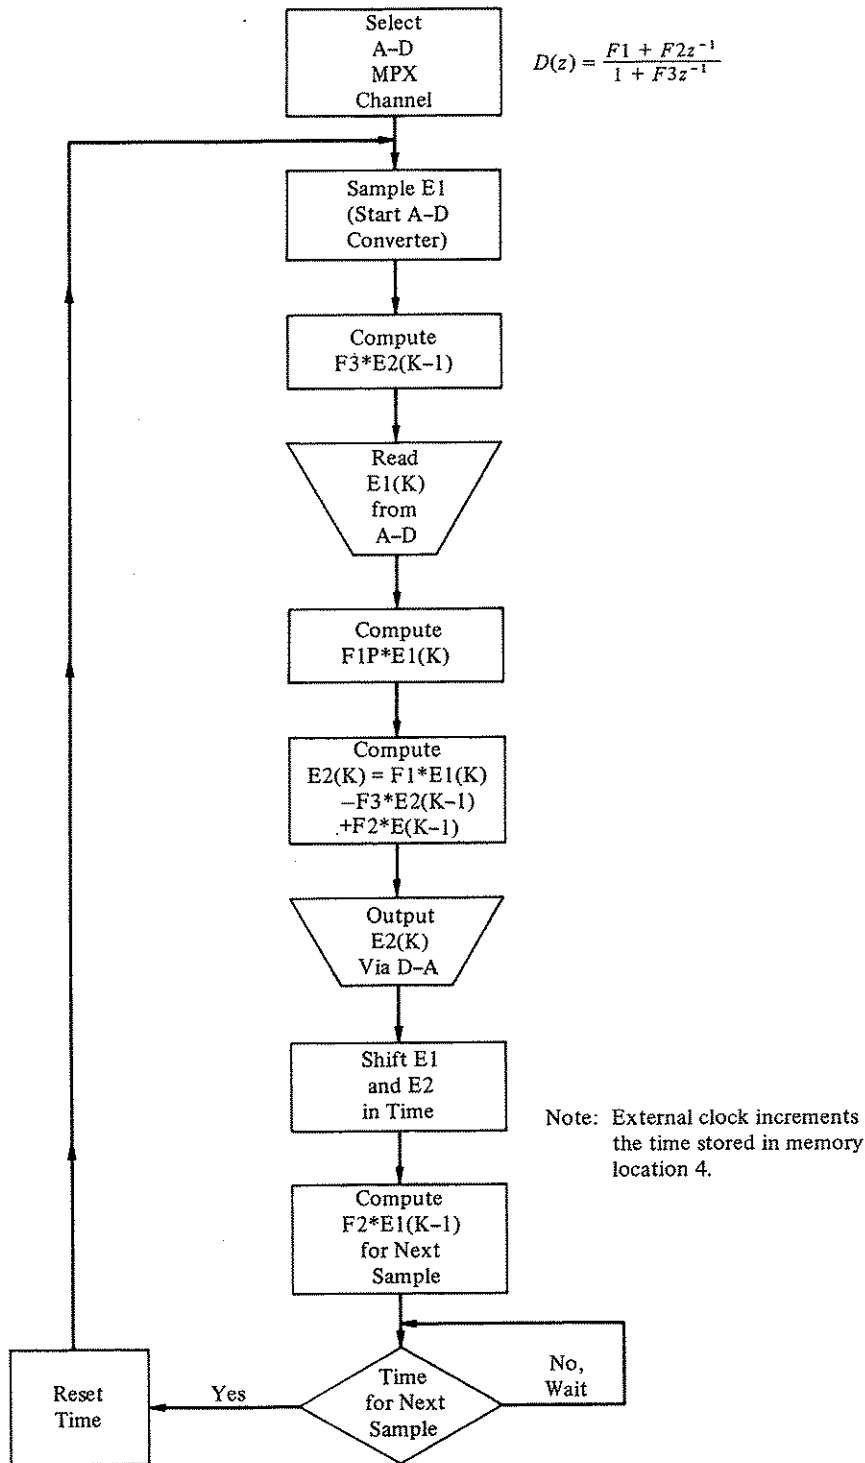 Select
A–D
MPX
Channel
D(z) = \frac{F1 + F2z^{-1}}{1 + F3z^{-1}}
Sample E1
(Start A–D
Converter)
Compute
F3*E2(K–1)
Read
E1(K)
from
A–D
Compute
F1P*E1(K)
Compute
E2(K) = F1*E1(K)
–F3*E2(K–1)
+F2*E(K–1)
Output
E2(K)
Via D–A
Shift E1
and E2
in Time
Note: External clock increments
the time stored in memory
location 4.
Compute
F2*E1(K–1)
for Next
Sample
Time
for Next
Sample
No,
Wait
Yes
Reset
Time